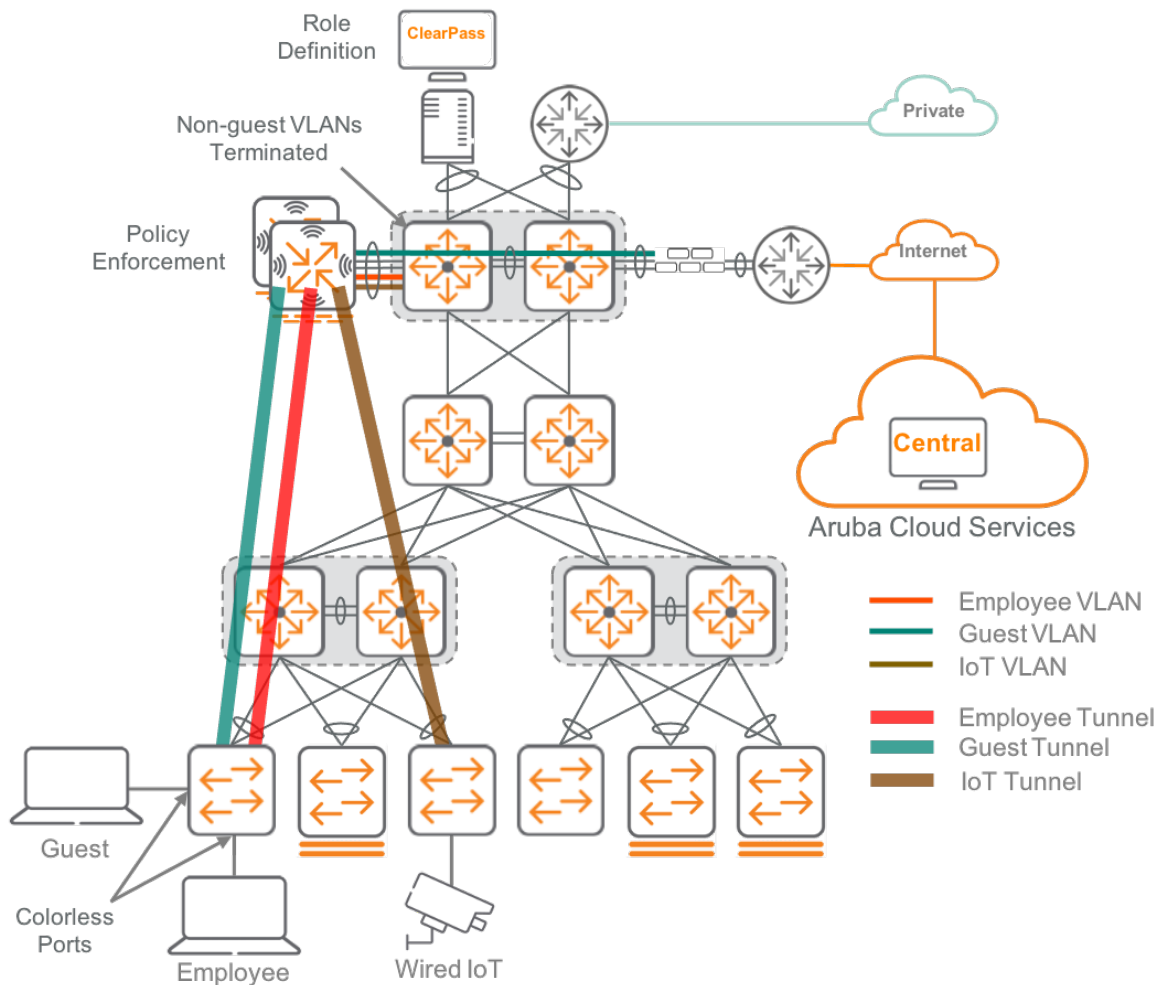 Role
Definition
ClearPass
Private
Non-guest VLANs
Terminated
Policy
Enforcement
Internet
Central
Aruba Cloud Services
Employee VLAN
Guest VLAN
IoT VLAN
Employee Tunnel
Guest Tunnel
IoT Tunnel
Guest
Colorless
Ports
Employee
Wired IoT